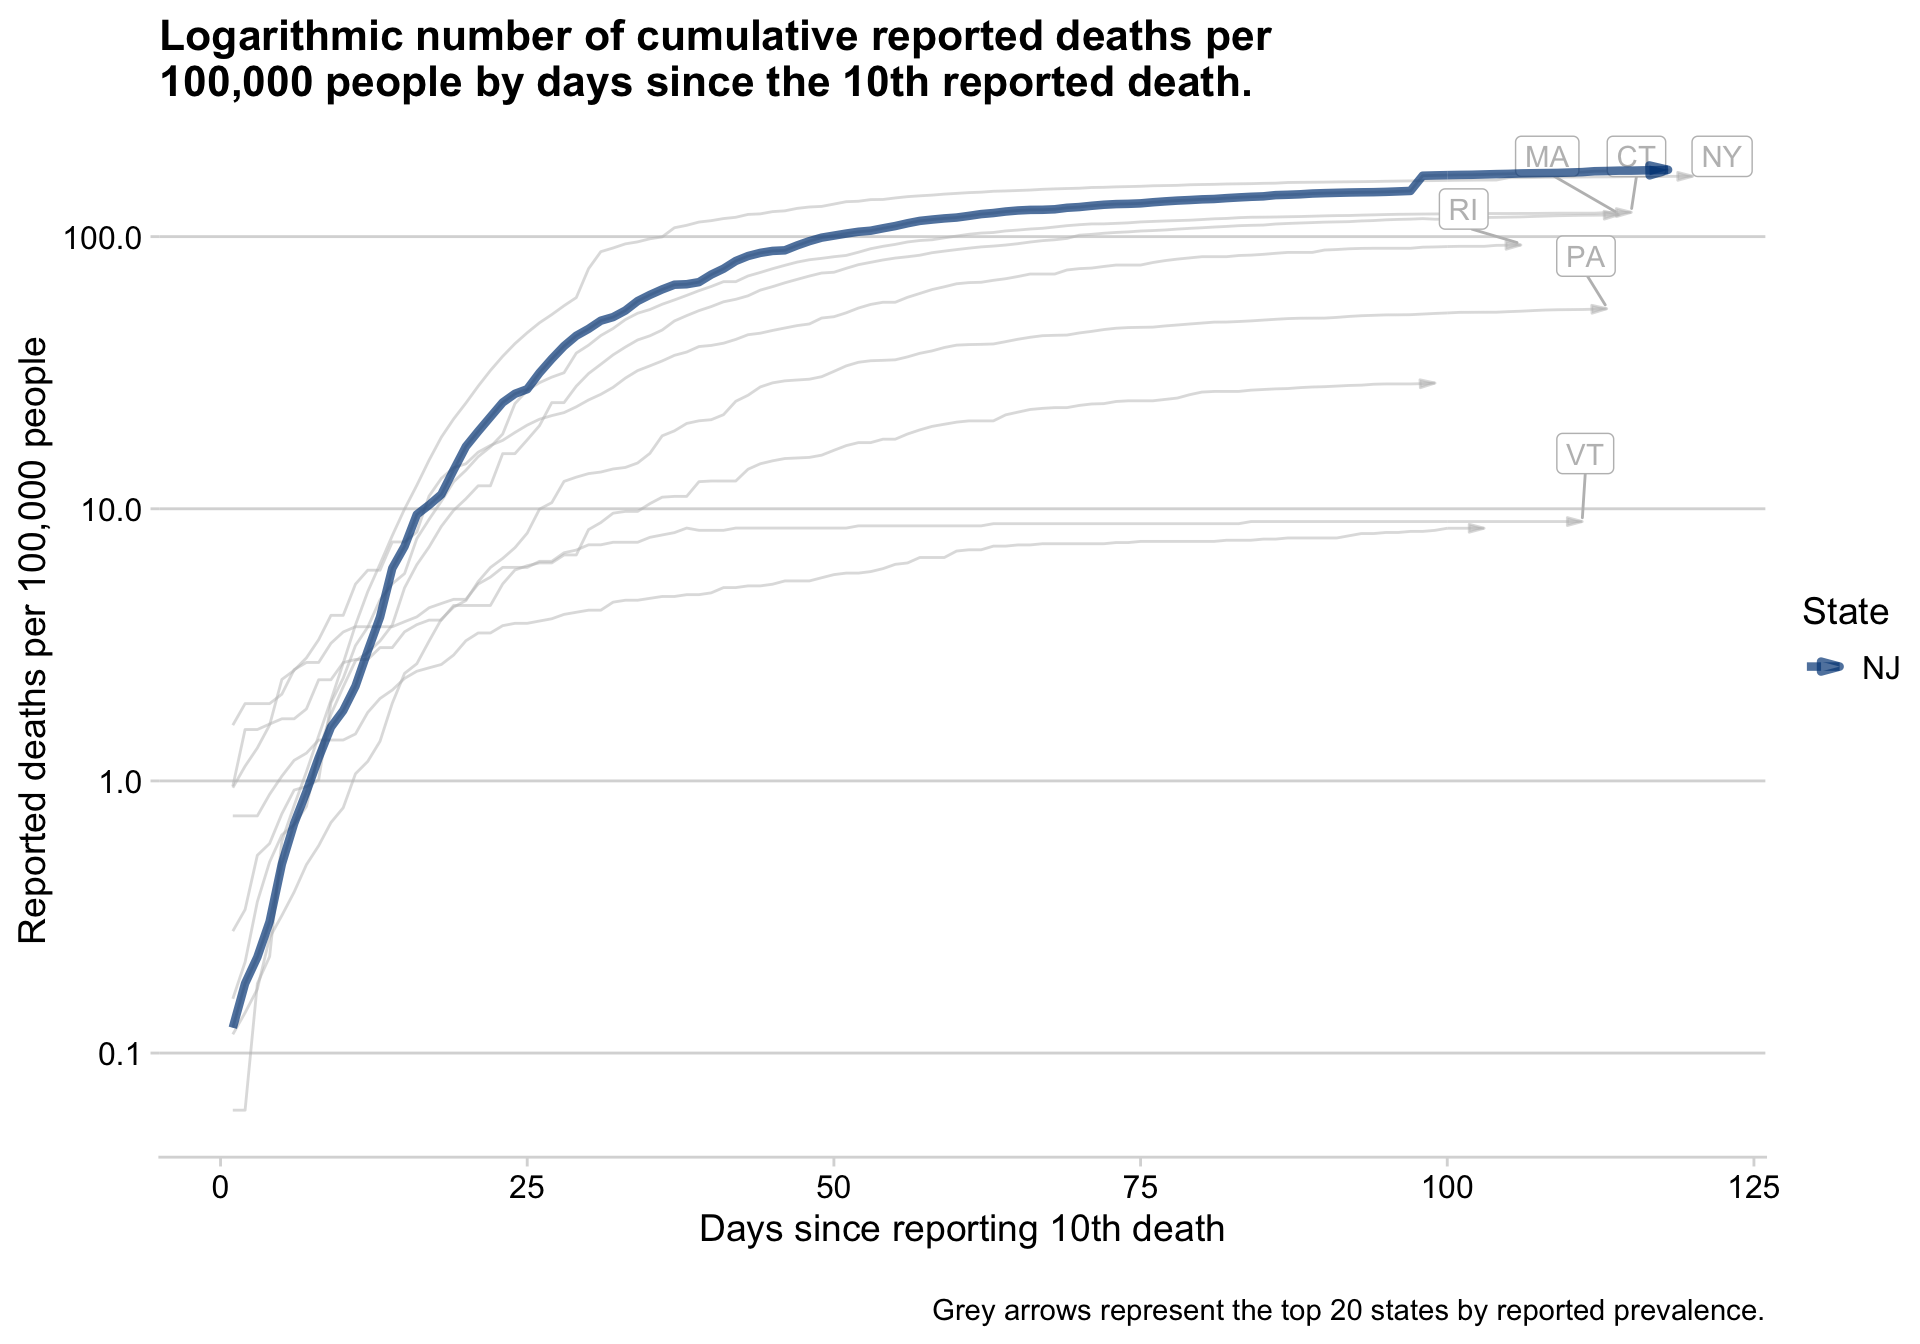 Logarithmic number of cumulative reported deaths per
100,000 people by days since the 10th reported death.
MA
CT
NY
RI
PA
VT
100.0
10.0
1.0
0.1
Reported deaths per 100,000 people
0
25
50
75
100
125
Days since reporting 10th death
State
NJ
Grey arrows represent the top 20 states by reported prevalence.